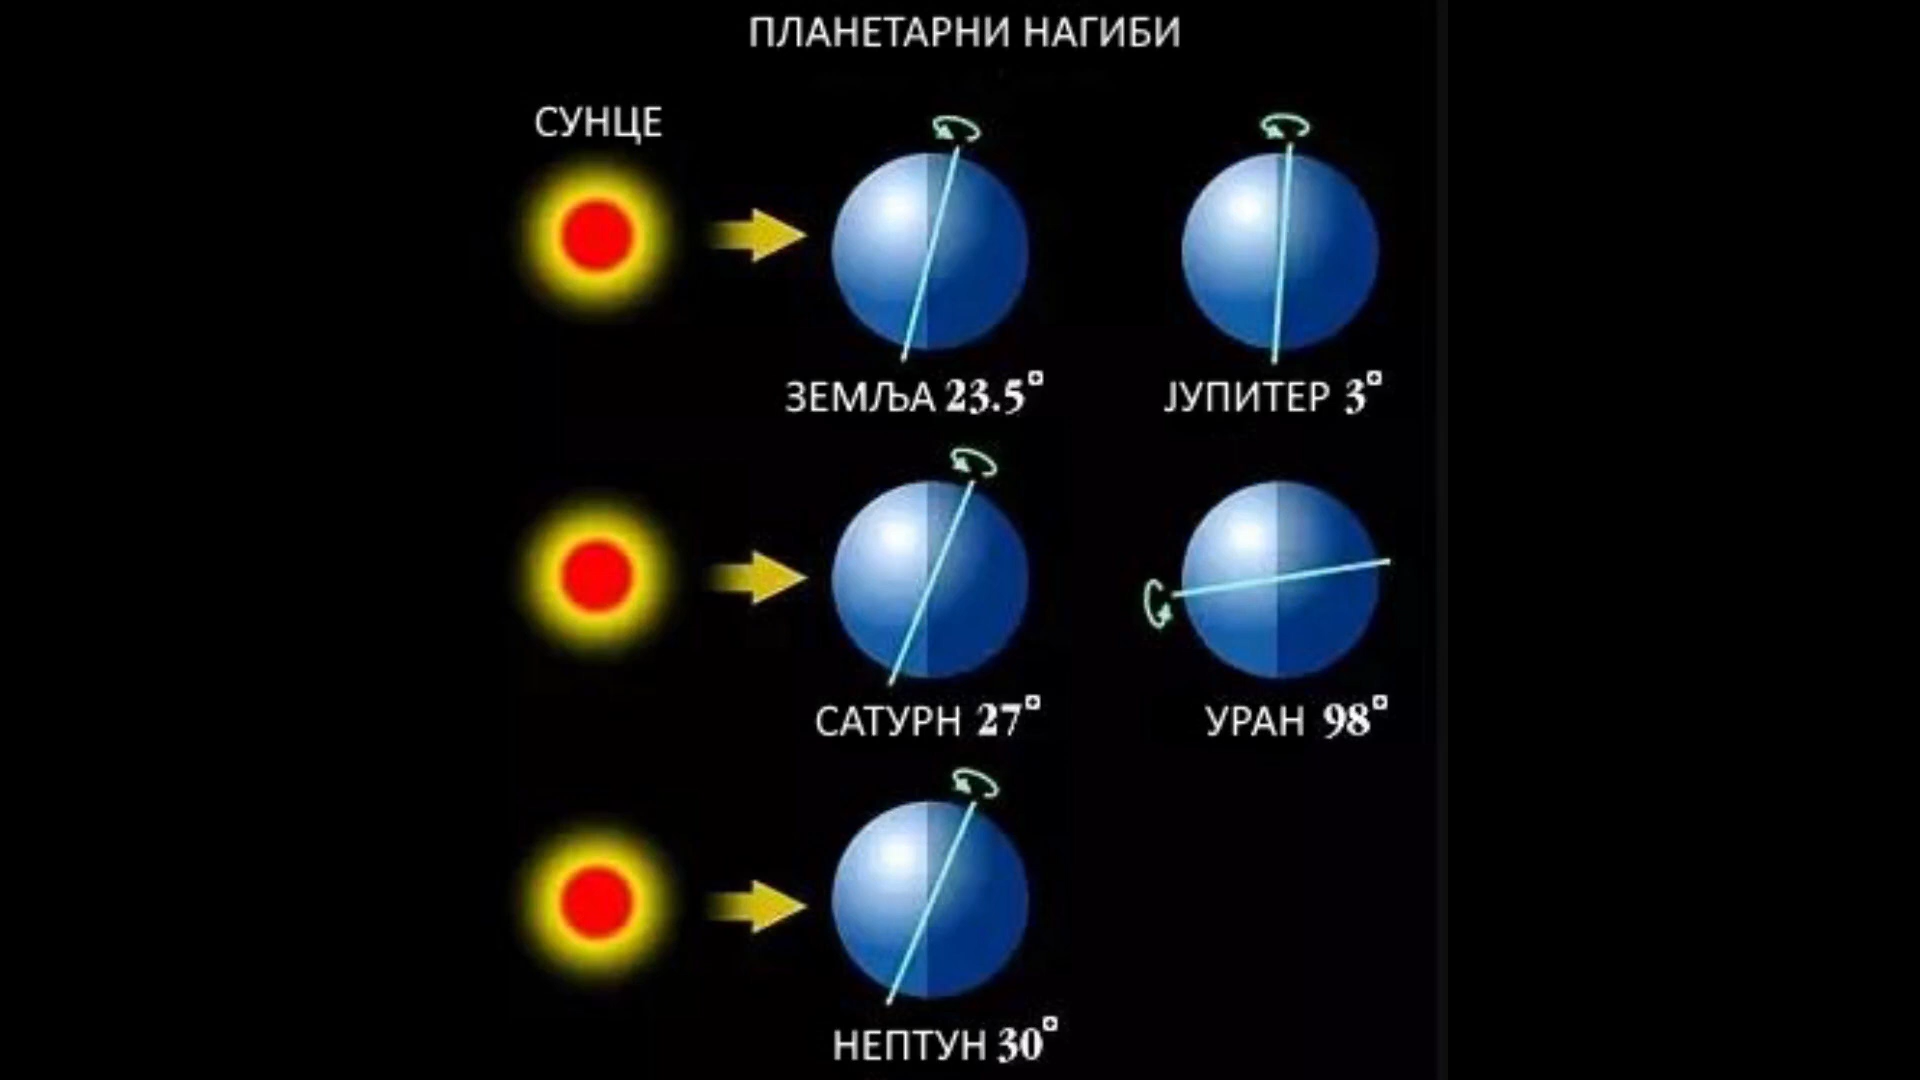 ПЛАНЕТАРНИ НАГИБИ
СУНЦЕ
ЗЕМЉА 23.5°
ЈУПИТЕР 3°
САТУРН 27°
УРАН 98°
НЕПТУН 30°